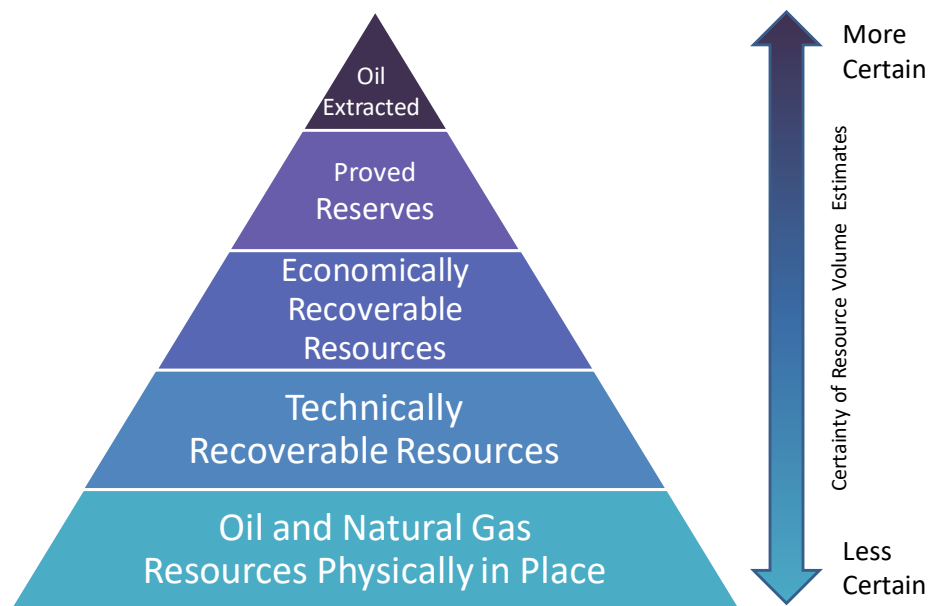 Oil
Extracted
Proved
Reserves
Economically
Recoverable
Resources
Technically
Recoverable Resources
Oil and Natural Gas
Resources Physically in Place
More
Certain
Certainty of Resource Volume Estimates
Less
Certain